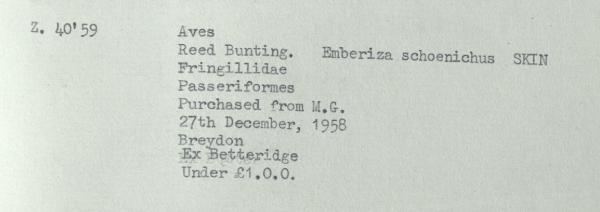 Z. 40'59 Aves
Reed Bunting. Emberiza schoenichus SKIN
Fringillidae
Passeriformes
Purchased from M.G.
27th December, 1958
Breydon
Ex Betteridge
Under £1.0.0.